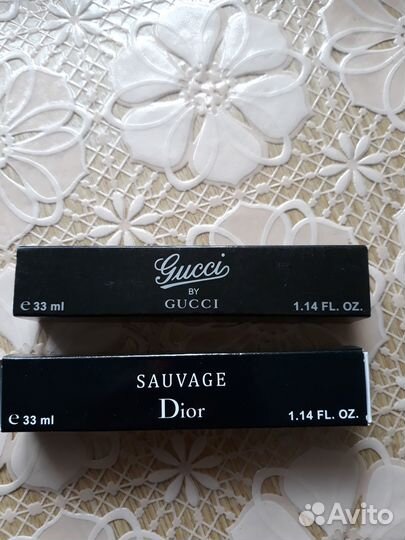 Gucci
BY
GUCCI
℮ 33 ml
1.14 FL. OZ.
SAUVAGE
Dior
℮ 33 ml
1.14 FL. OZ.
Avito